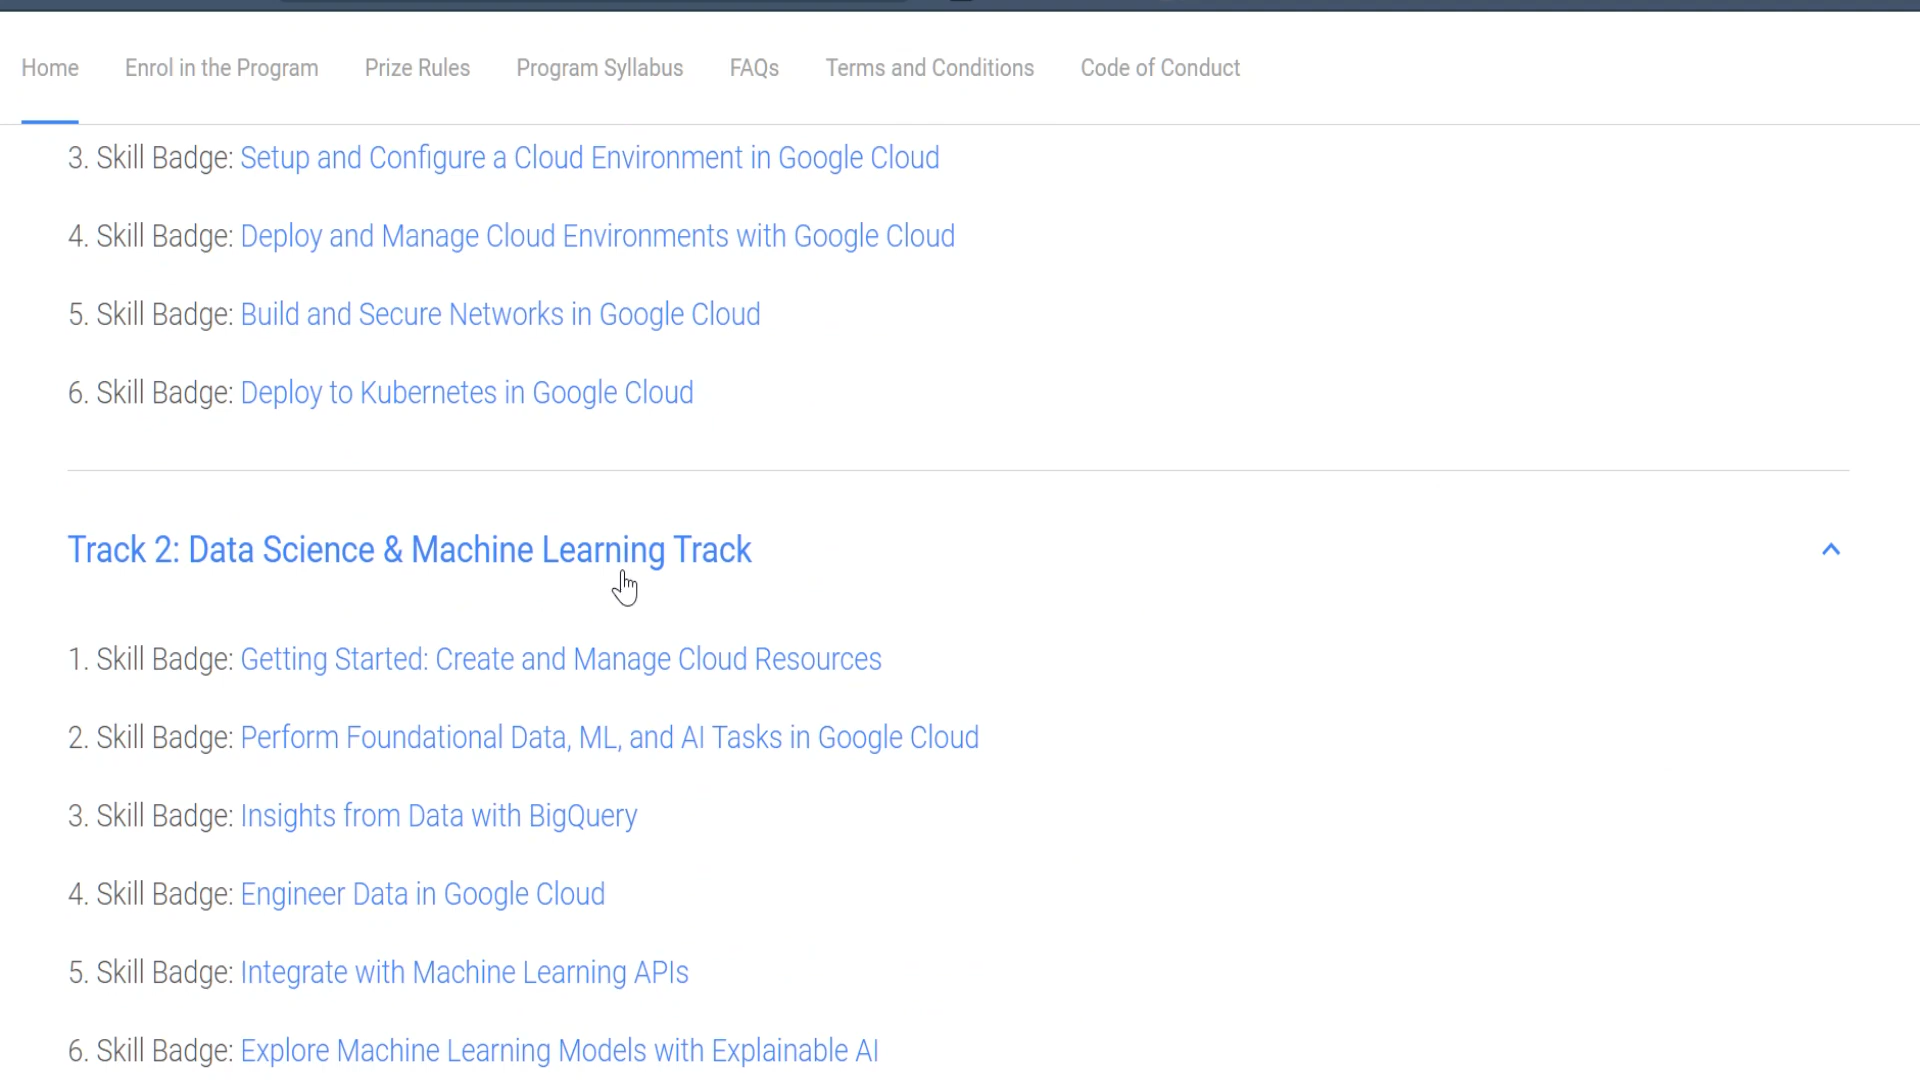 Home Enrol in the Program Prize Rules Program Syllabus FAQs Terms and Conditions Code of Conduct
3. Skill Badge: Setup and Configure a Cloud Environment in Google Cloud
4. Skill Badge: Deploy and Manage Cloud Environments with Google Cloud
5. Skill Badge: Build and Secure Networks in Google Cloud
6. Skill Badge: Deploy to Kubernetes in Google Cloud
Track 2: Data Science & Machine Learning Track
1. Skill Badge: Getting Started: Create and Manage Cloud Resources
2. Skill Badge: Perform Foundational Data, ML, and AI Tasks in Google Cloud
3. Skill Badge: Insights from Data with BigQuery
4. Skill Badge: Engineer Data in Google Cloud
5. Skill Badge: Integrate with Machine Learning APIs
6. Skill Badge: Explore Machine Learning Models with Explainable AI